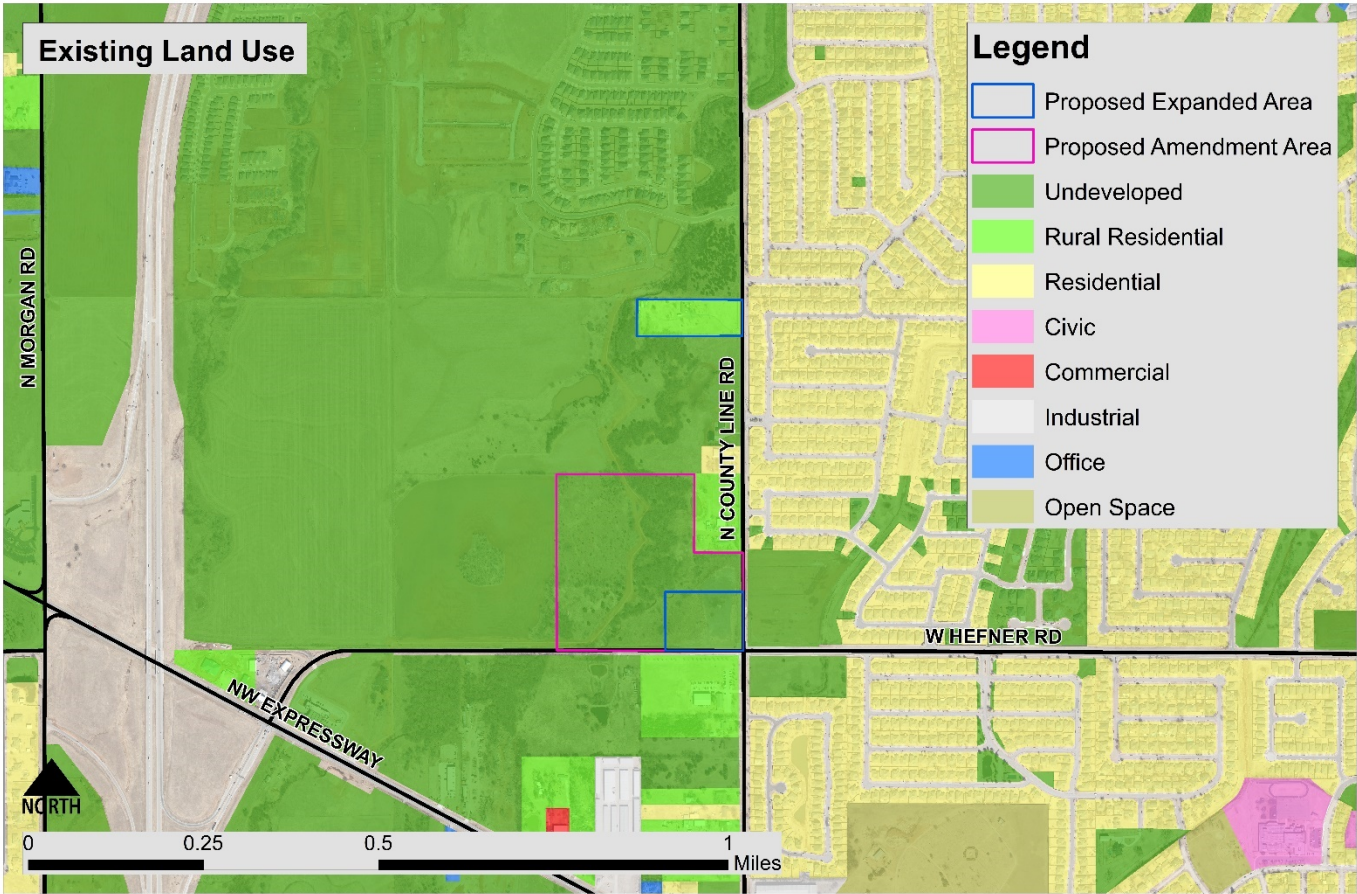 Existing Land Use
Legend
Proposed Expanded Area
Proposed Amendment Area
Undeveloped
Rural Residential
Residential
Civic
Commercial
Industrial
Office
Open Space
N MORGAN RD
N COUNTY LINE RD
W HEFNER RD
NW EXPRESSWAY
NORTH
0 0.25 0.5 1
Miles